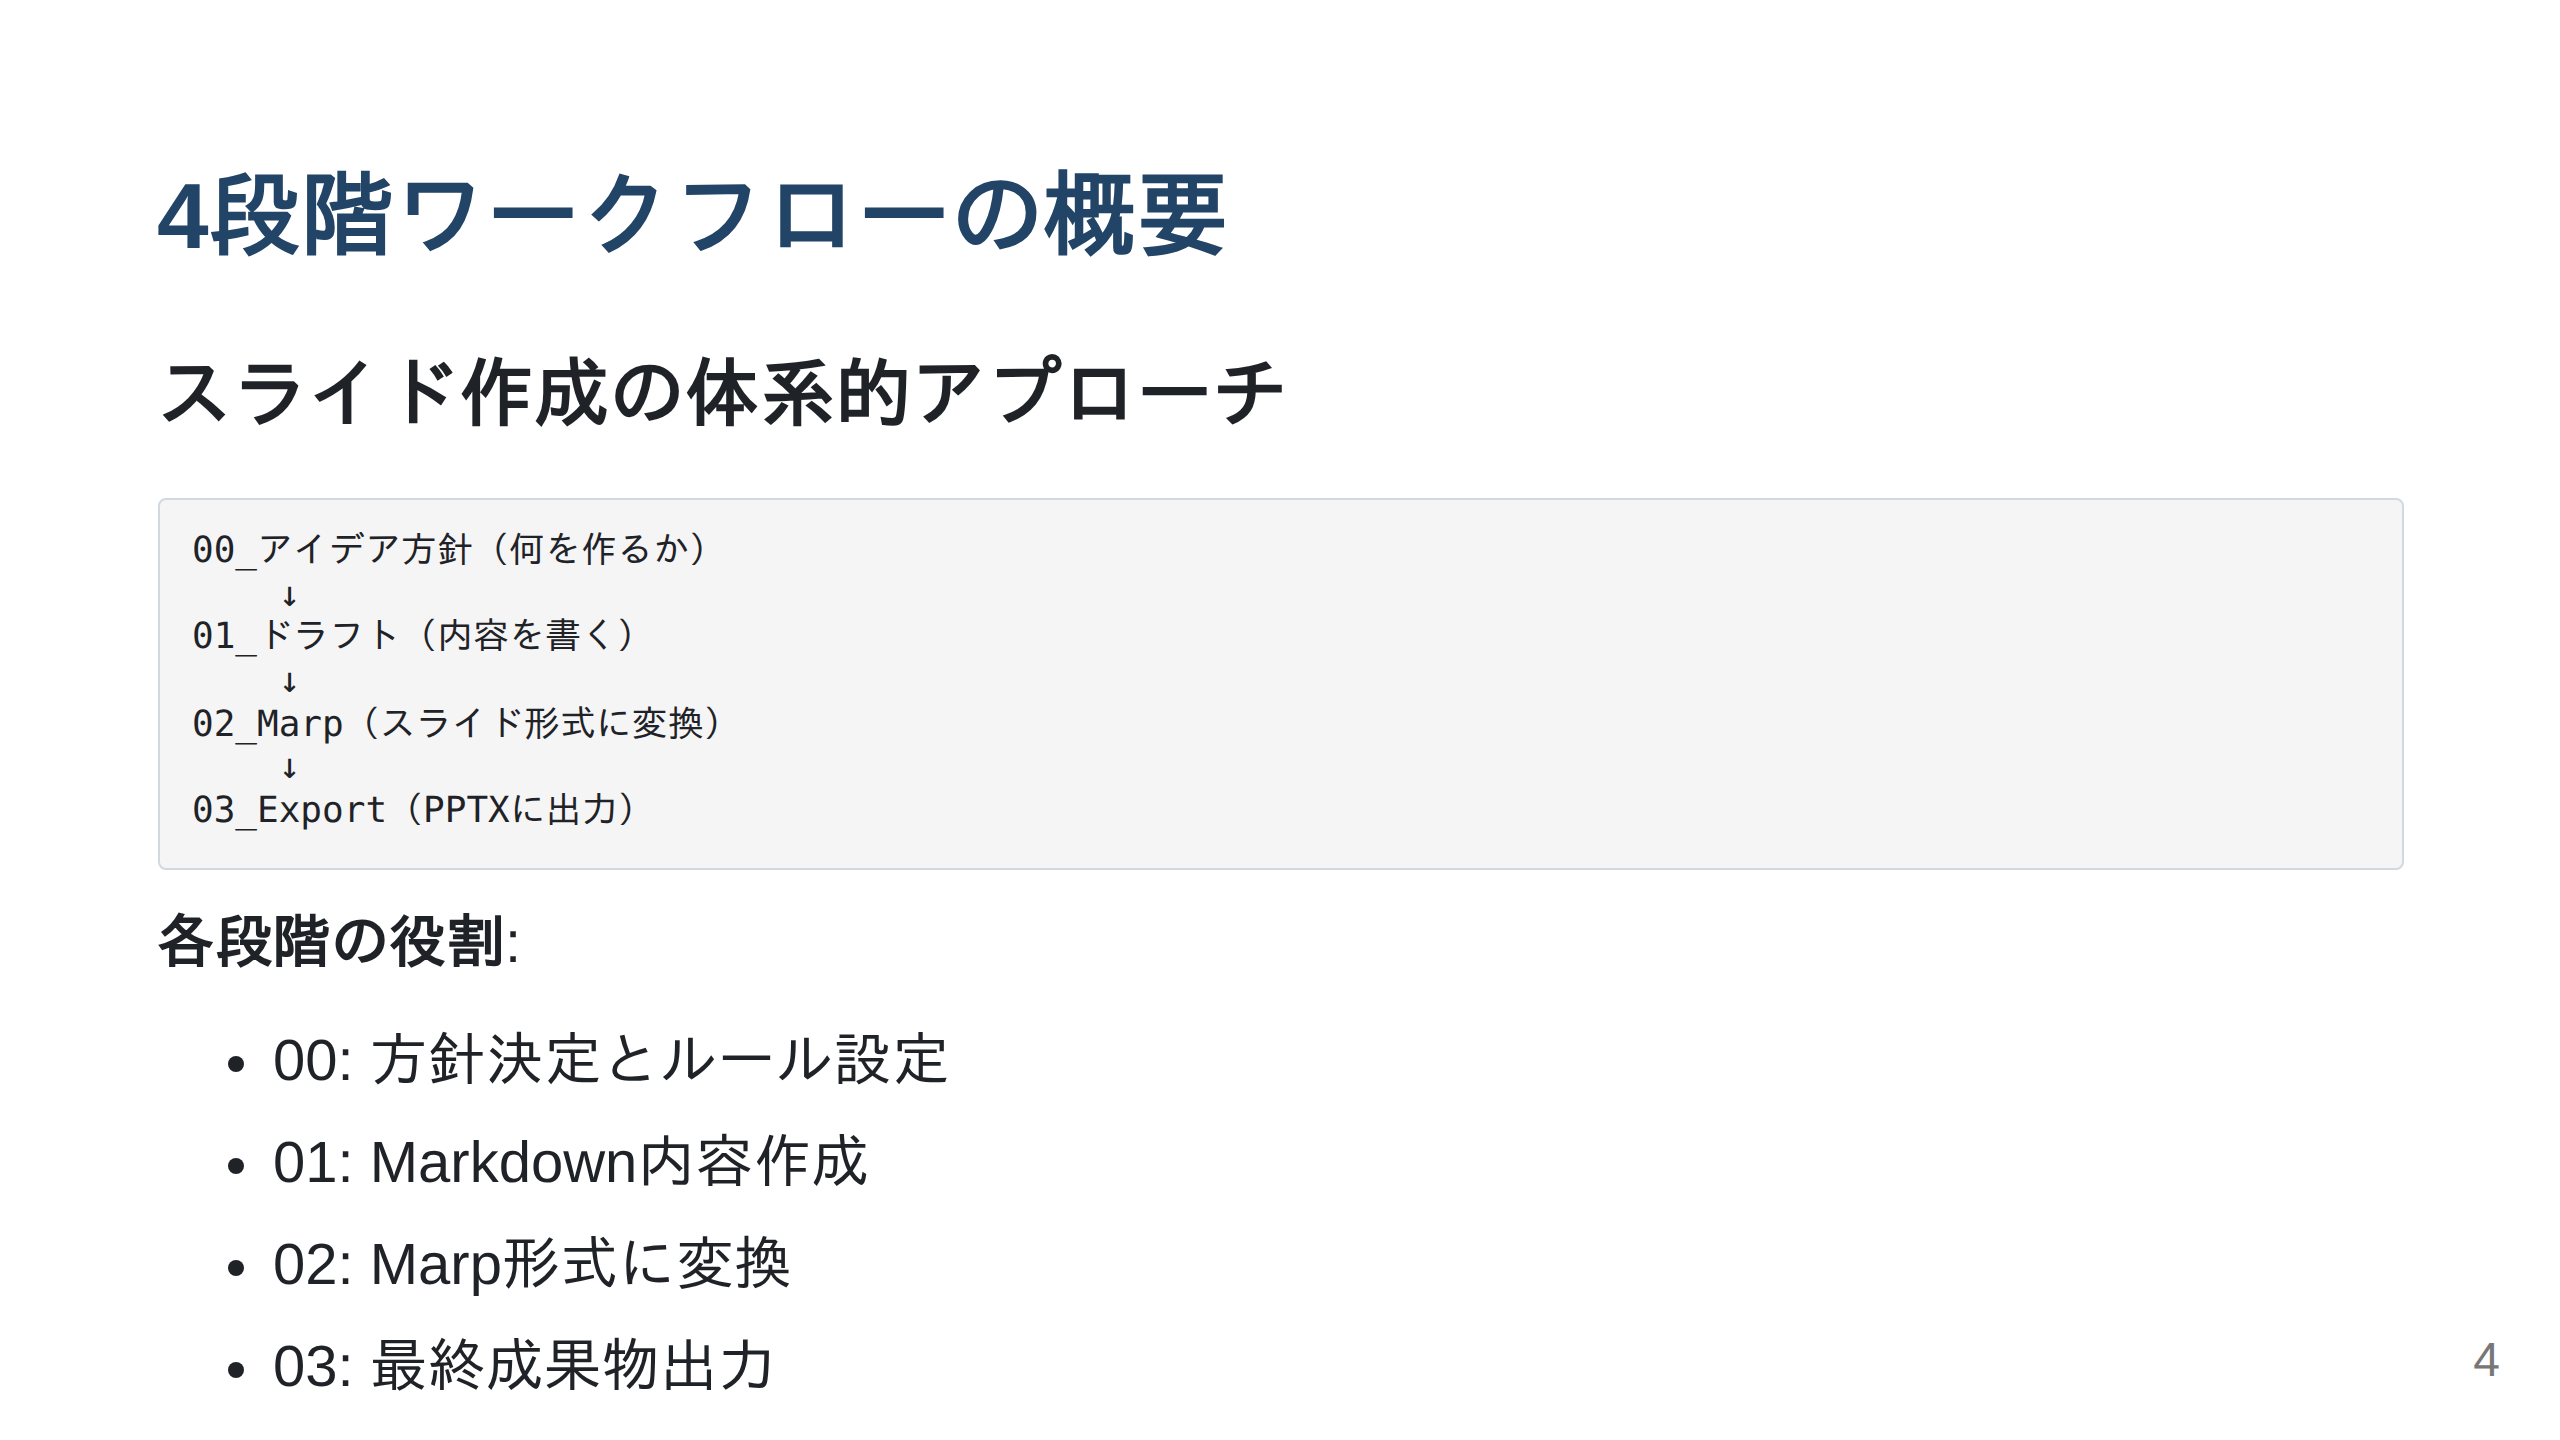 4段階ワークフローの概要
スライド作成の体系的アプローチ
00_アイデア方針（何を作るか）
↓
01_ドラフト（内容を書く）
↓
02_Marp（スライド形式に変換）
↓
03_Export（PPTXに出力）
各段階の役割:
• 00: 方針決定とルール設定
• 01: Markdown内容作成
• 02: Marp形式に変換
• 03: 最終成果物出力
4